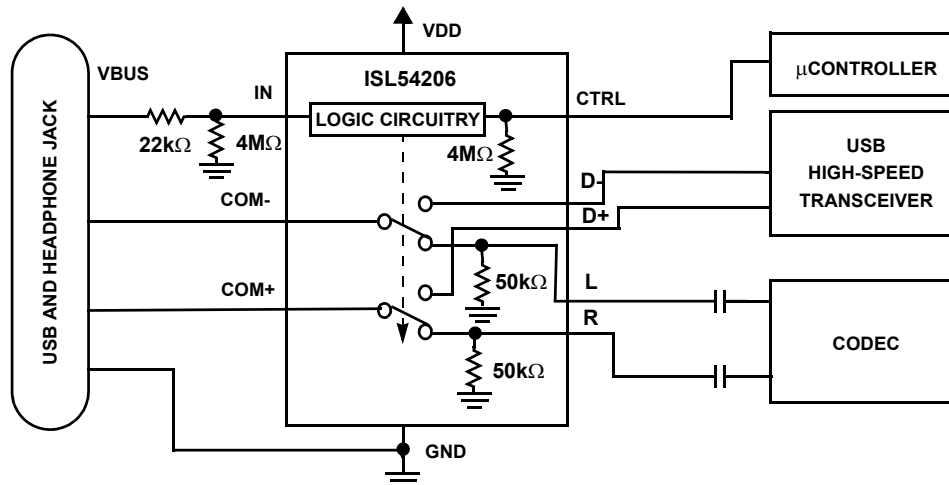 VDD
ISL54206
VBUS
IN
LOGIC CIRCUITRY
CTRL
μCONTROLLER
22kΩ
4MΩ
4MΩ
USB
HIGH-SPEED
TRANSCEIVER
D-
D+
COM-
COM+
50kΩ
L
R
50kΩ
CODEC
GND
USB AND HEADPHONE JACK